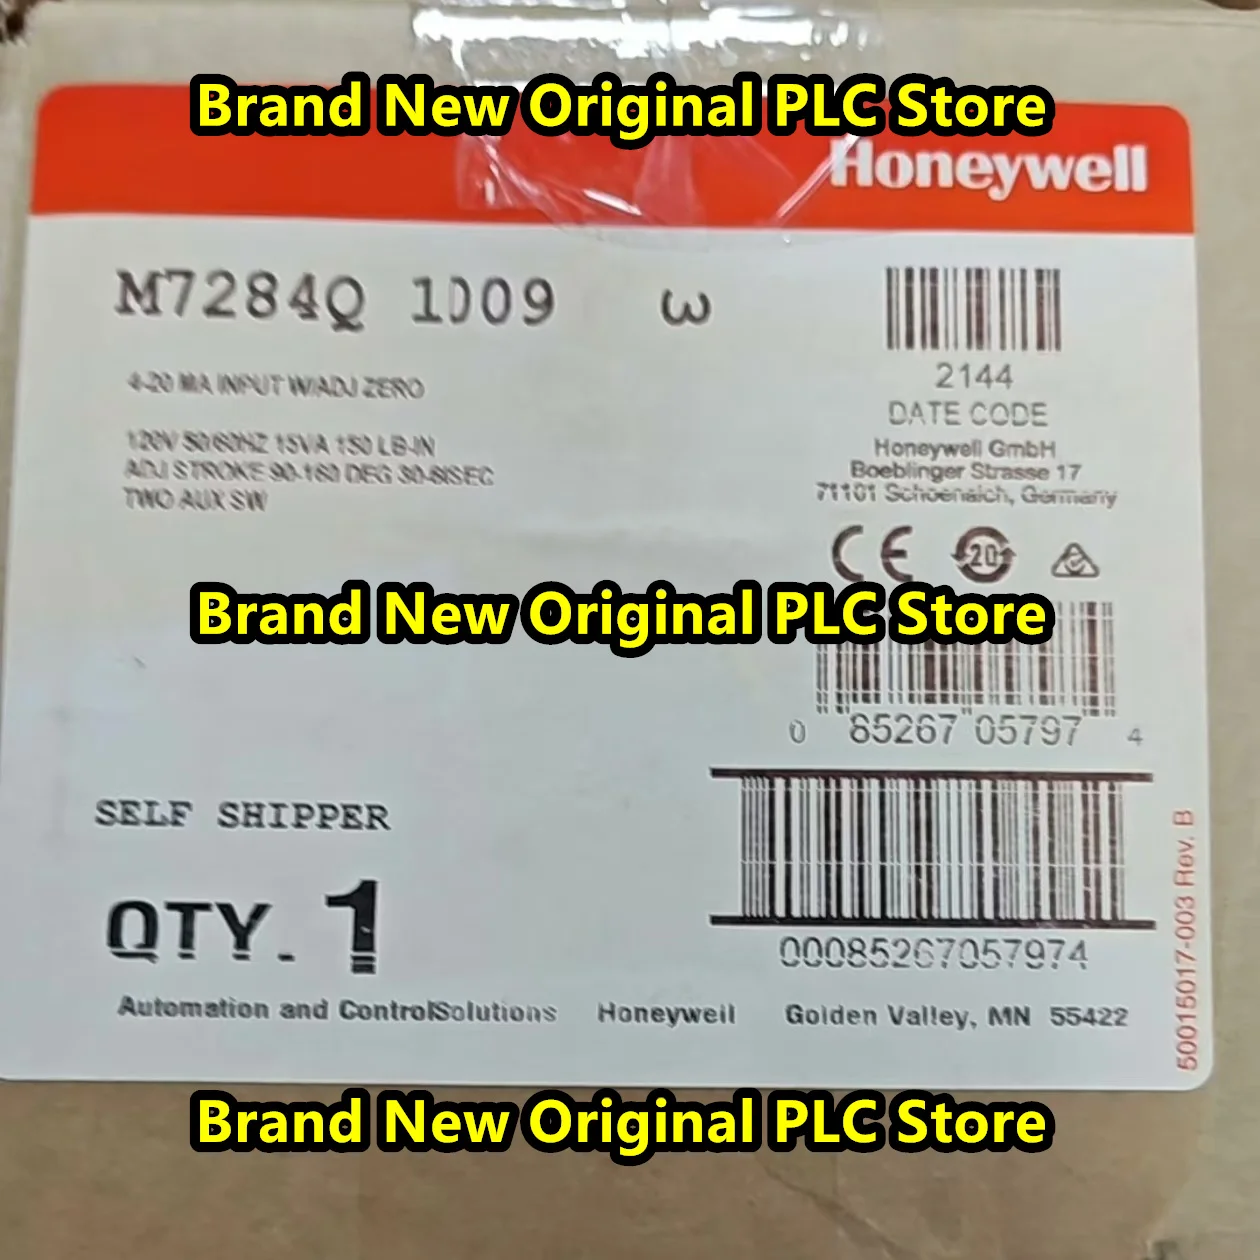 Brand New Original PLC Store
Honeywell
M7284Q 1009 3
4-20 MA INPUT W/ADJ ZERO
120V 50/60HZ 15VA 150 LB-IN
ADJ STROKE 90-160 DEG 30-60SEC
TWO AUX SW
2144
DATE CODE
Honeywell GmbH
Boeblinger Strasse 17
71101 Schoenaich, Germany
CE 20
Brand New Original PLC Store
0 85267 05797 4
SELF SHIPPER
QTY. 1
00085267057974
Automation and ControlSolutions Honeywell Golden Valley, MN 55422
50015017-003 Rev. B
Brand New Original PLC Store